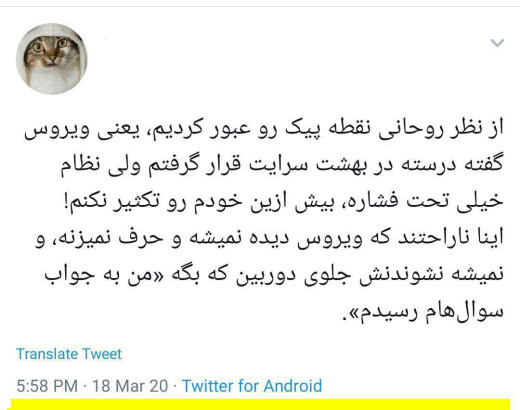 از نظر روحانی نقطه پیک رو عبور کردیم، یعنی ویروس
گفته درسته در بهشت سرایت قرار گرفتم ولی نظام
خیلی تحت فشاره، بیش ازین خودم رو تکثیر نکنم!
اینا ناراحتند که ویروس دیده نمیشه و حرف نمیزنه، و
نمیشه نشوندنش جلوی دوربین که بگه «من به جواب
سوال‌هام رسیدم».
Translate Tweet
5:58 PM · 18 Mar 20 · Twitter for Android